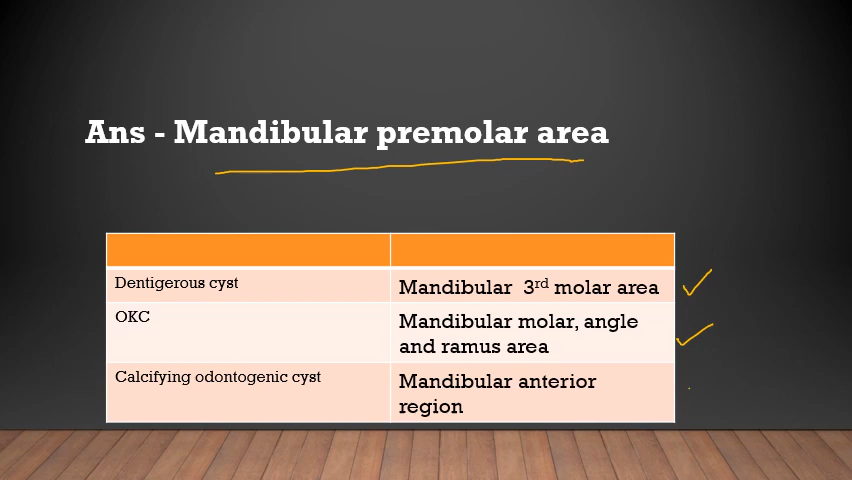 Ans - Mandibular premolar area
Dentigerous cyst
Mandibular 3rd molar area
OKC
Mandibular molar, angle
and ramus area
Calcifying odontogenic cyst
Mandibular anterior
region